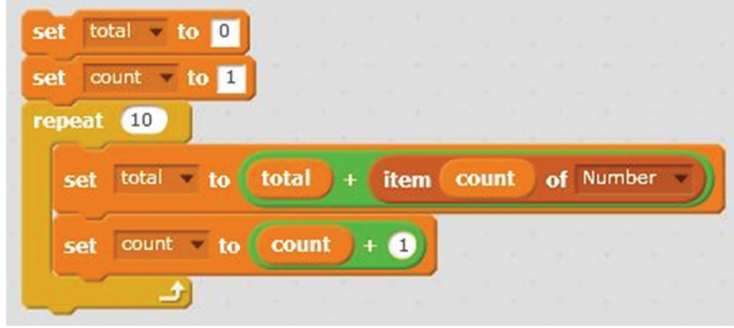 set total to 0
set count to 1
repeat 10
set total to total + item count of Number
set count to count + 1